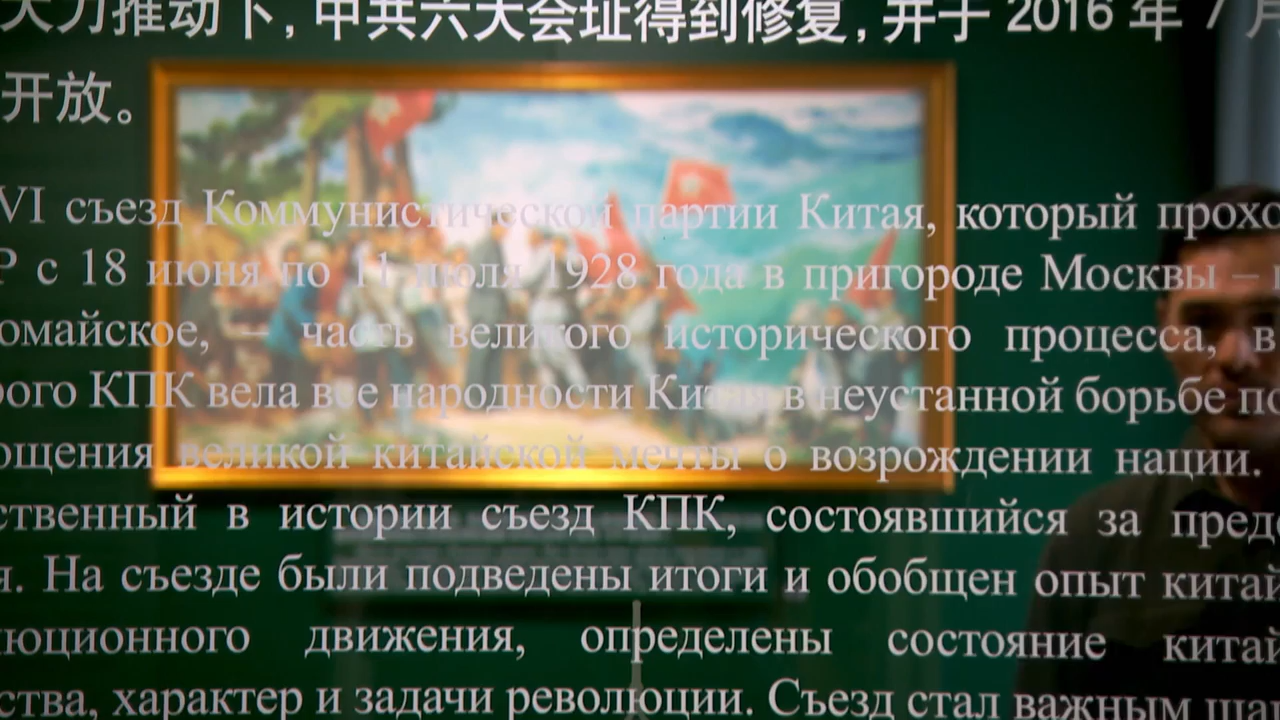 大力推动下，中共六大会址得到修复，并于 2016 年 7 月
开放。
VI съезд Коммунистической партии Китая, который прохо
Р с 18 июня по 11 июля 1928 года в пригороде Москвы –
омайское, – часть великого исторического процесса, в
рого КПК вела все народности Китая в неустанной борьбе по
ощения великой китайской мечты о возрождении нации.
ственный в истории съезд КПК, состоявшийся за пред
я. На съезде были подведены итоги и обобщен опыт китай
люционного движения, определены состояние китай
ства, характер и задачи революции. Съезд стал важным шаг